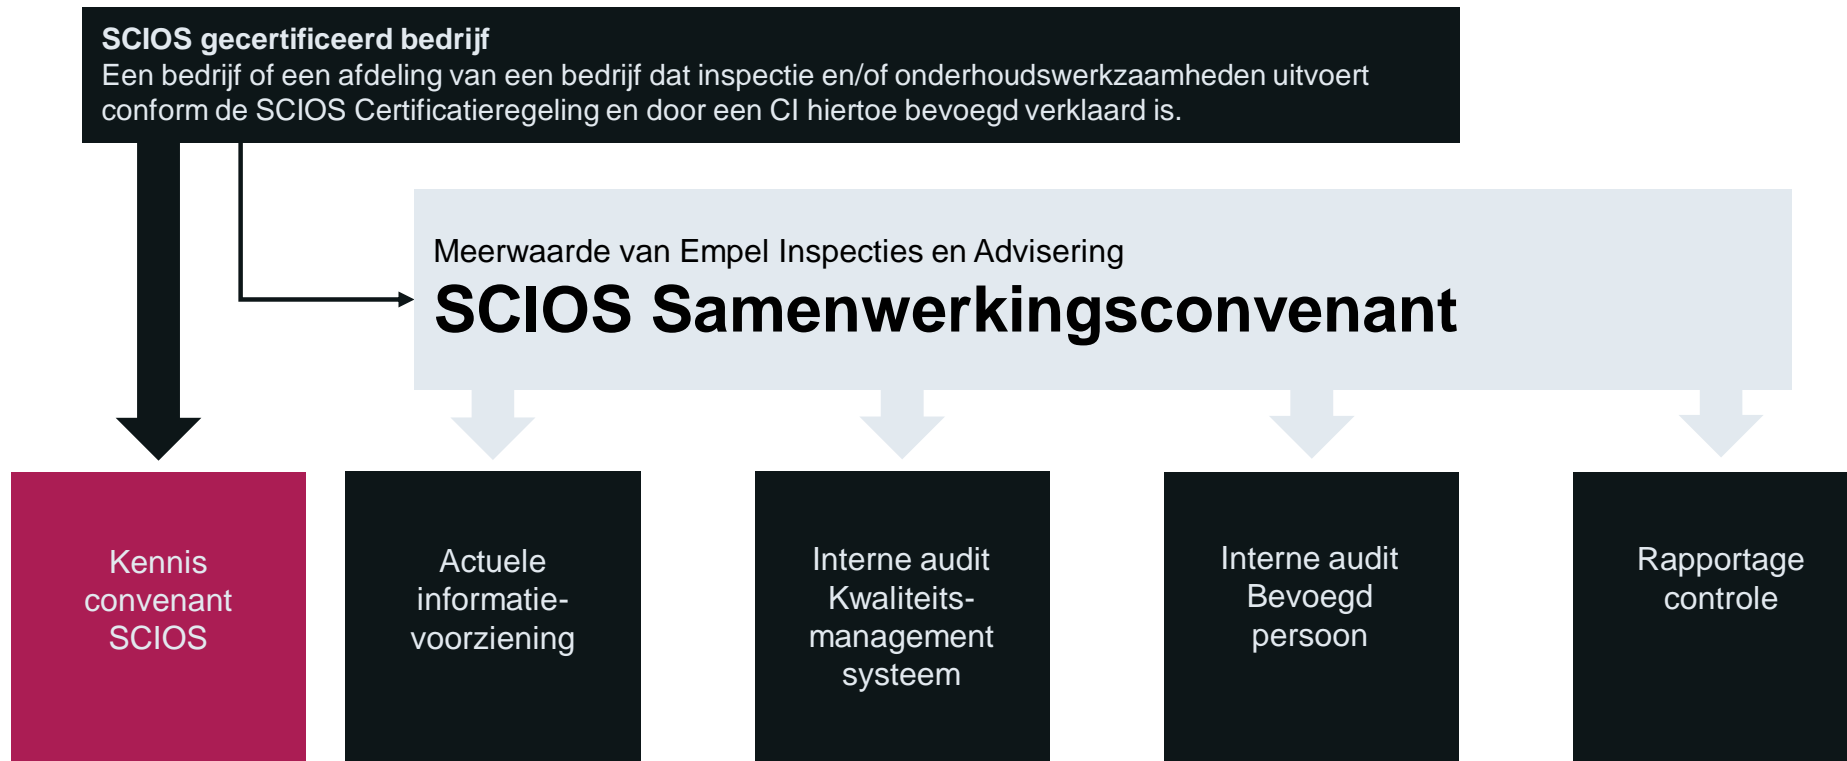 SCIOS gecertificeerd bedrijf
Een bedrijf of een afdeling van een bedrijf dat inspectie en/of onderhoudswerkzaamheden uitvoert
conform de SCIOS Certificatieregeling en door een CI hiertoe bevoegd verklaard is.
Meerwaarde van Empel Inspecties en Advisering
SCIOS Samenwerkingsconvenant
Kennis
convenant
SCIOS
Actuele
informatie-
voorziening
Interne audit
Kwaliteits-
management
systeem
Interne audit
Bevoegd
persoon
Rapportage
controle